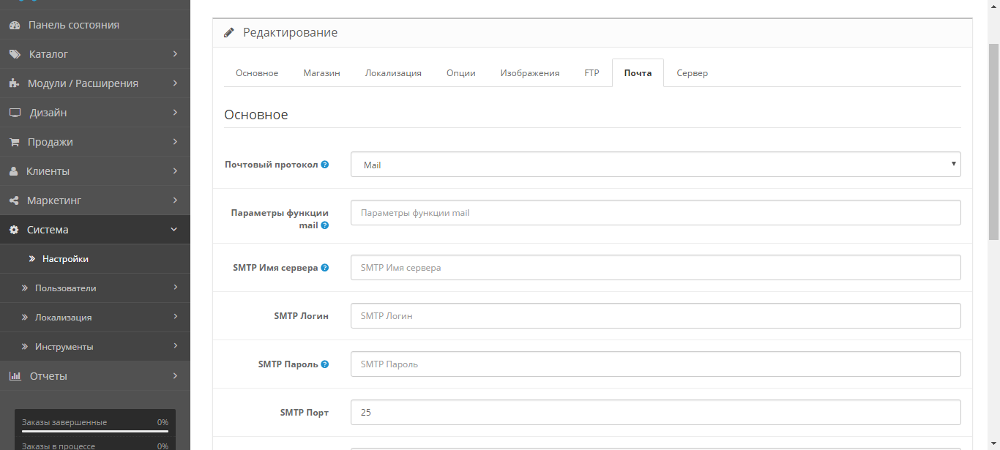 Панель состояния
Каталог
Модули / Расширения
Дизайн
Продажи
Клиенты
Маркетинг
Система
Настройки
Пользователи
Локализация
Инструменты
Отчеты
Заказы завершенные 0%
Заказы в процессе 0%
Редактирование
Основное Магазин Локализация Опции Изображения FTP Почта Сервер
Основное
Почтовый протокол ? Mail
Параметры функции
mail ? Параметры функции mail
SMTP Имя сервера ? SMTP Имя сервера
SMTP Логин SMTP Логин
SMTP Пароль ? SMTP Пароль
SMTP Порт 25